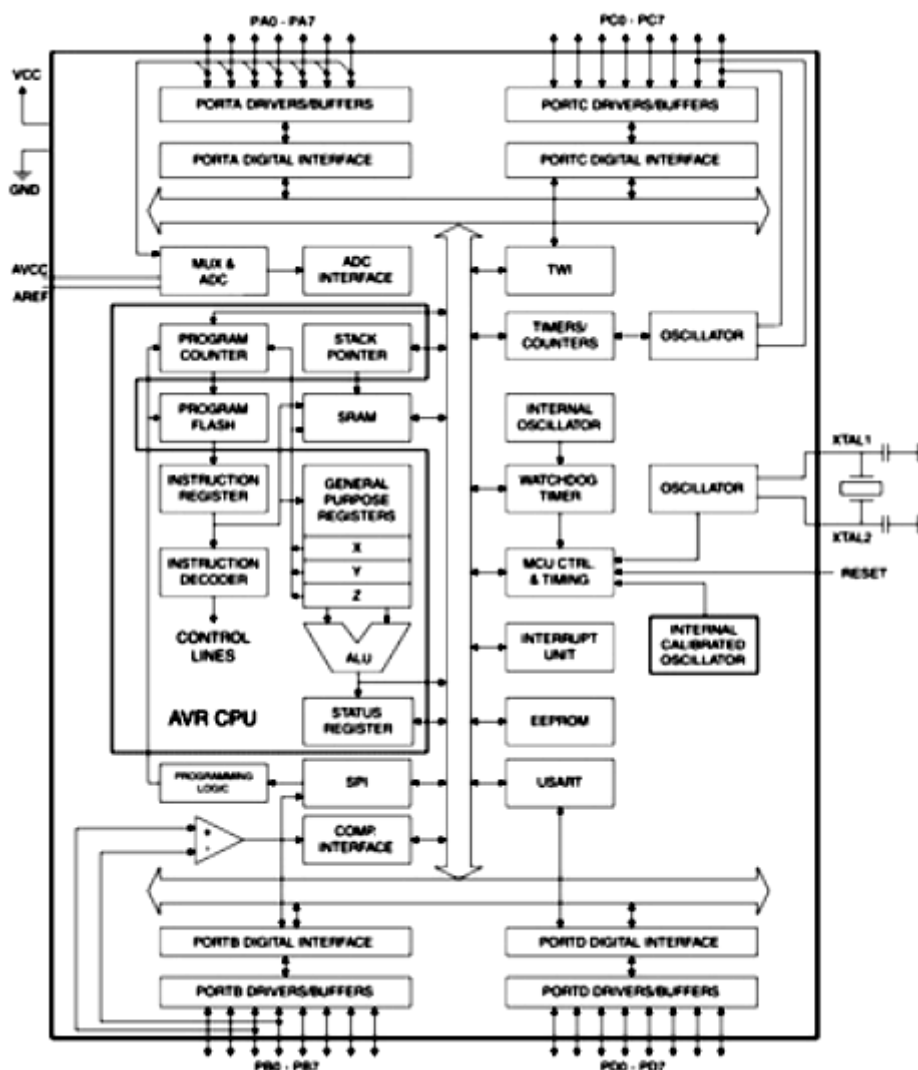 PA0 - PA7
PC0 - PC7
VCC
PORTA DRIVERS/BUFFERS
PORTC DRIVERS/BUFFERS
PORTA DIGITAL INTERFACE
PORTC DIGITAL INTERFACE
GND
MUX &
ADC
ADC
INTERFACE
TWI
AVCC
AREF
PROGRAM
COUNTER
STACK
POINTER
TIMERS/
COUNTERS
OSCILLATOR
PROGRAM
FLASH
SRAM
INTERNAL
OSCILLATOR
XTAL1
INSTRUCTION
REGISTER
GENERAL
PURPOSE
REGISTERS
WATCHDOG
TIMER
OSCILLATOR
XTAL2
X
INSTRUCTION
DECODER
Y
MCU CTRL.
& TIMING
RESET
Z
CONTROL
LINES
ALU
INTERRUPT
UNIT
INTERNAL
CALIBRATED
OSCILLATOR
AVR CPU
STATUS
REGISTER
EEPROM
PROGRAMMING
LOGIC
SPI
USART
+
-
COMP.
INTERFACE
PORTB DIGITAL INTERFACE
PORTD DIGITAL INTERFACE
PORTB DRIVERS/BUFFERS
PORTD DRIVERS/BUFFERS
PB0 - PB7
PD0 - PD7